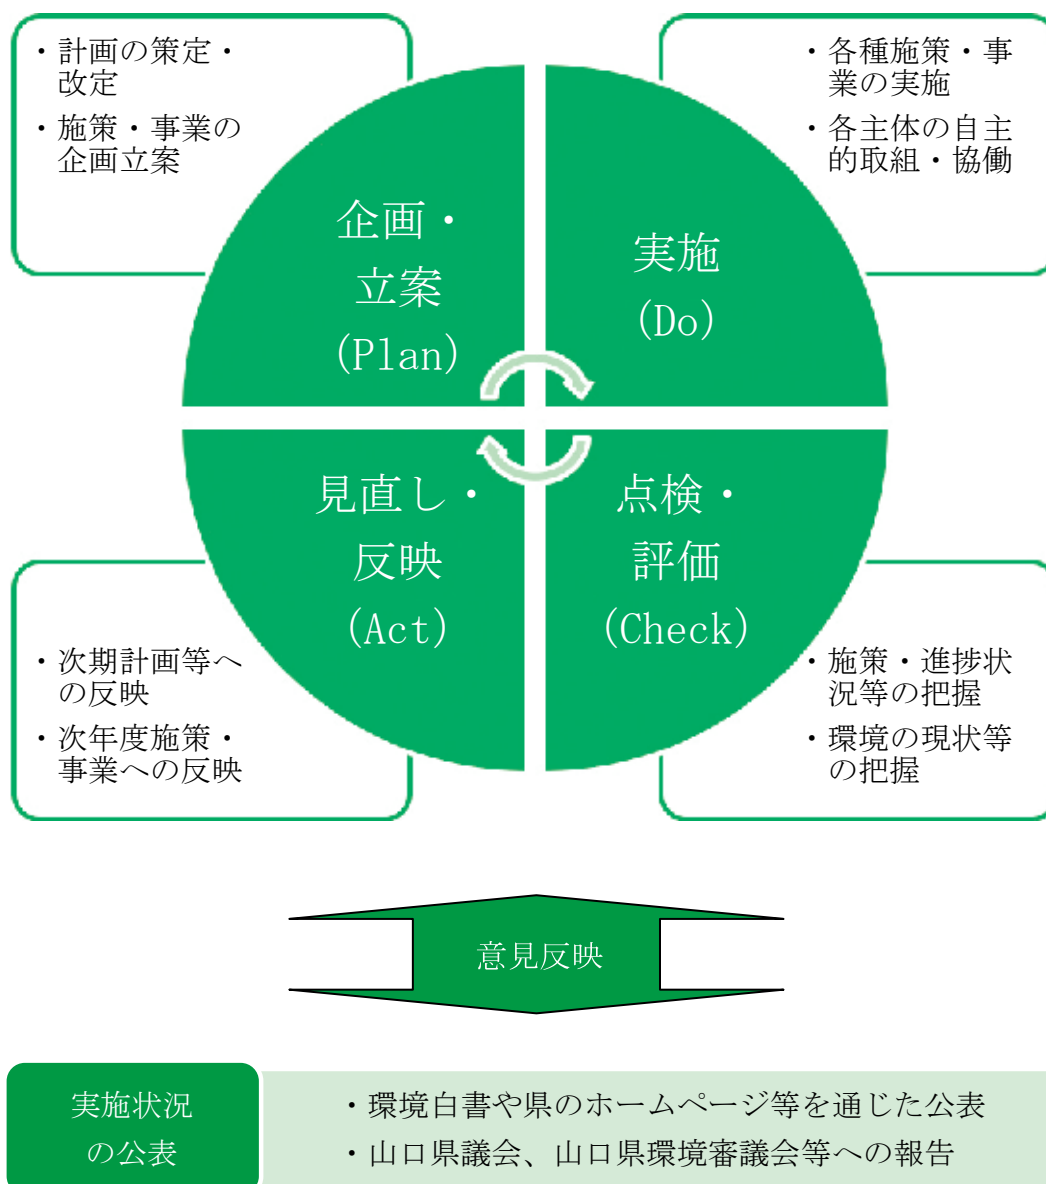 ・計画の策定・
改定
・施策・事業の
企画立案
・各種施策・事
業の実施
・各主体の自主
的取組・協働
企画・
立案
(Plan)
実施
(Do)
見直し・
反映
(Act)
点検・
評価
(Check)
・次期計画等へ
の反映
・次年度施策・
事業への反映
・施策・進捗状
況等の把握
・環境の現状等
の把握
意見反映
実施状況
の公表
・環境白書や県のホームページ等を通じた公表
・山口県議会、山口県環境審議会等への報告